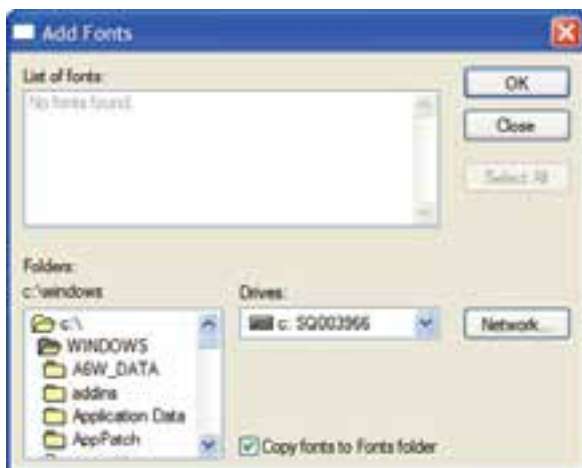 Add Fonts
List of fonts:
No fonts found.
OK
Close
Select All
Folders:
c:\windows
c:\
WINDOWS
A6W_DATA
addins
Application Data
AppPatch
Drives:
c: SQ003966
Network...
Copy fonts to Fonts folder